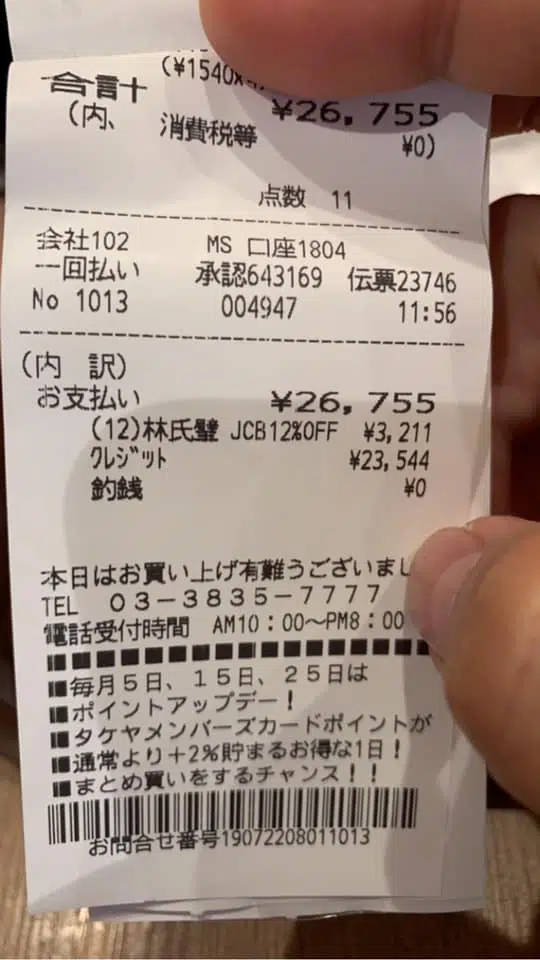 (¥1540
合計 ¥26,755
(内、 消費税等 ¥0)
点数 11
会社102 MS 口座1804
一回払い 承認643169 伝票23746
No 1013 004947 11:56
(内 訳)
お支払い ¥26,755
(12)林氏璧 JCB12%OFF ¥3,211
クレジット ¥23,544
釣銭 ¥0
本日はお買い上げ有難うございまし
TEL 03-3835-7777
電話受付時間 AM10:00〜PM8:00
■毎月5日、15日、25日は
■ポイントアップデー!
■タケヤメンバーズカードポイントが
■通常より+2%貯まるお得な1日!
■まとめ買いをするチャンス!!
お問合せ番号19072208011013